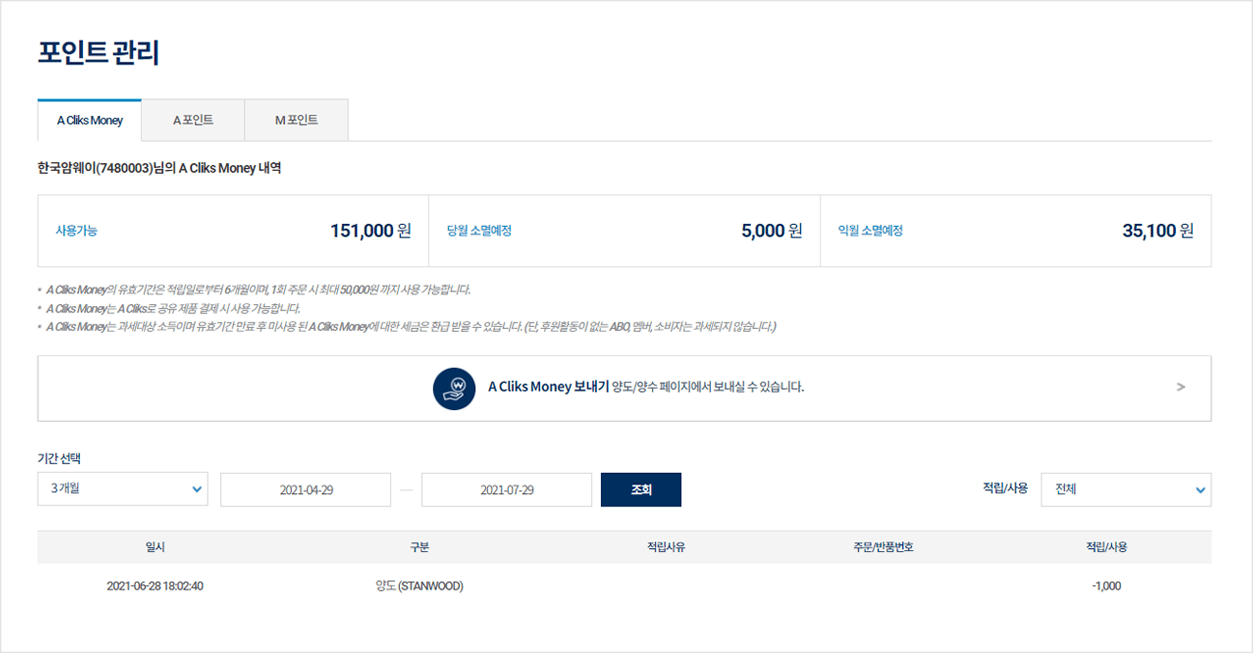 포인트 관리
A Cliks Money
A 포인트
M 포인트
한국암웨이(7480003)님의 A Cliks Money 내역
사용가능 151,000 원
당월 소멸예정 5,000 원
익월 소멸예정 35,100 원
• A Cliks Money의 유효기간은 적립일로부터 6개월이며, 1회 주문 시 최대 50,000원 까지 사용 가능합니다.
• A Cliks Money는 A Cliks로 공유 제품 결제 시 사용 가능합니다.
• A Cliks Money는 과세대상 소득이며 유효기간 만료 후 미사용 된 A Cliks Money에 대한 세금은 환급 받을 수 있습니다. (단, 후원활동이 없는 ABO, 멤버, 소비자는 과세되지 않습니다.)
A Cliks Money 보내기 양도/양수 페이지에서 보내실 수 있습니다. >
기간 선택
3 개월
2021-04-29 — 2021-07-29
조회
적립/사용
전체
일시 구분 적립사유 주문/반품번호 적립/사용
2021-06-28 18:02:40 양도 (STANWOOD) -1,000